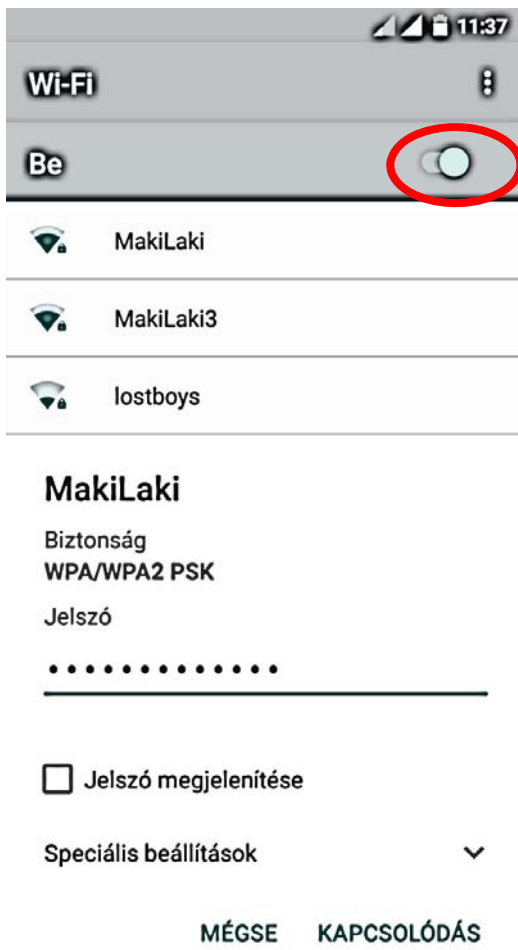 11:37
Wi-Fi
Be
MakiLaki
MakiLaki3
lostboys
MakiLaki
Biztonság
WPA/WPA2 PSK
Jelszó
•••••••••••••
Jelszó megjelenítése
Speciális beállítások
MÉGSE KAPCSOLÓDÁS